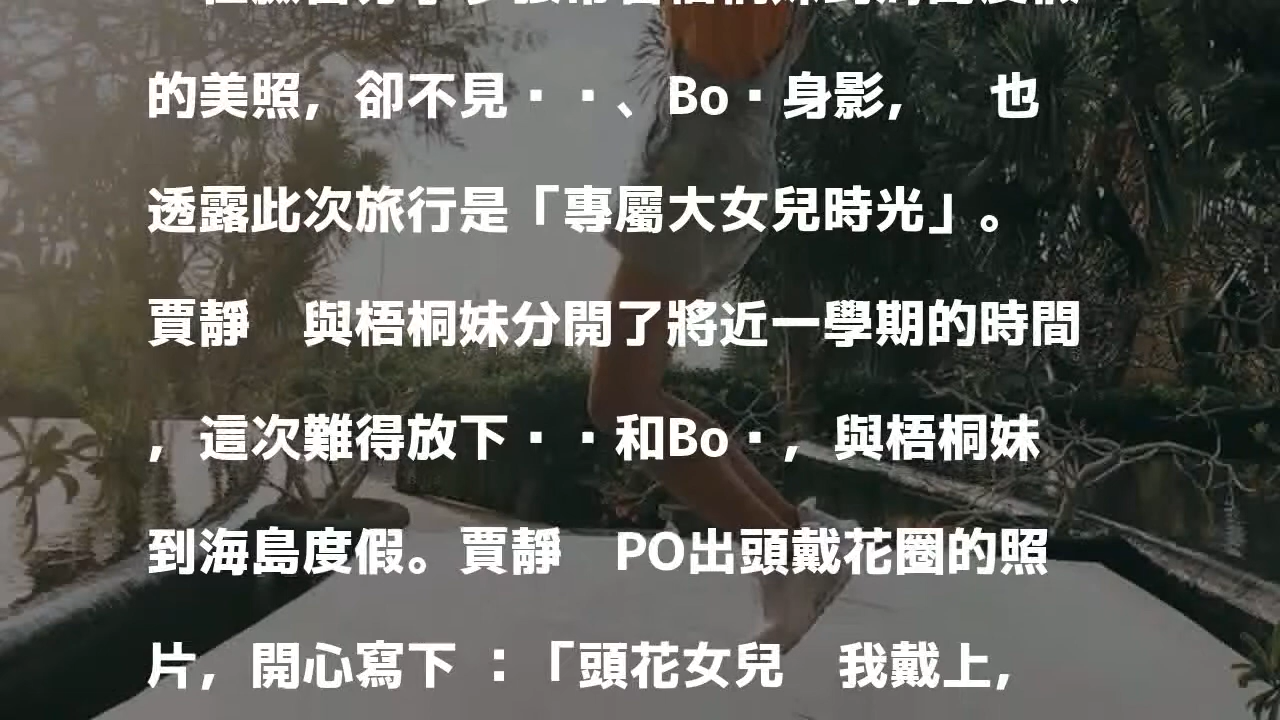 的美照，卻不見··、Bo·身影，　也
透露此次旅行是「專屬大女兒時光」。
賈靜　與梧桐妹分開了將近一學期的時間
，這次難得放下··和Bo·，與梧桐妹
到海島度假。賈靜　PO出頭戴花圈的照
片，開心寫下 ：「頭花女兒　我戴上，